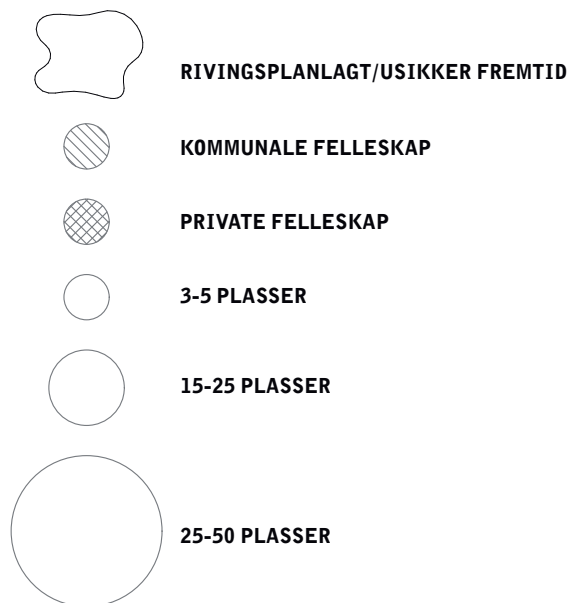 RIVINGSPLANLAGT/USIKKER FREMTID
KOMMUNALE FELLESKAP
PRIVATE FELLESKAP
3-5 PLASSER
15-25 PLASSER
25-50 PLASSER